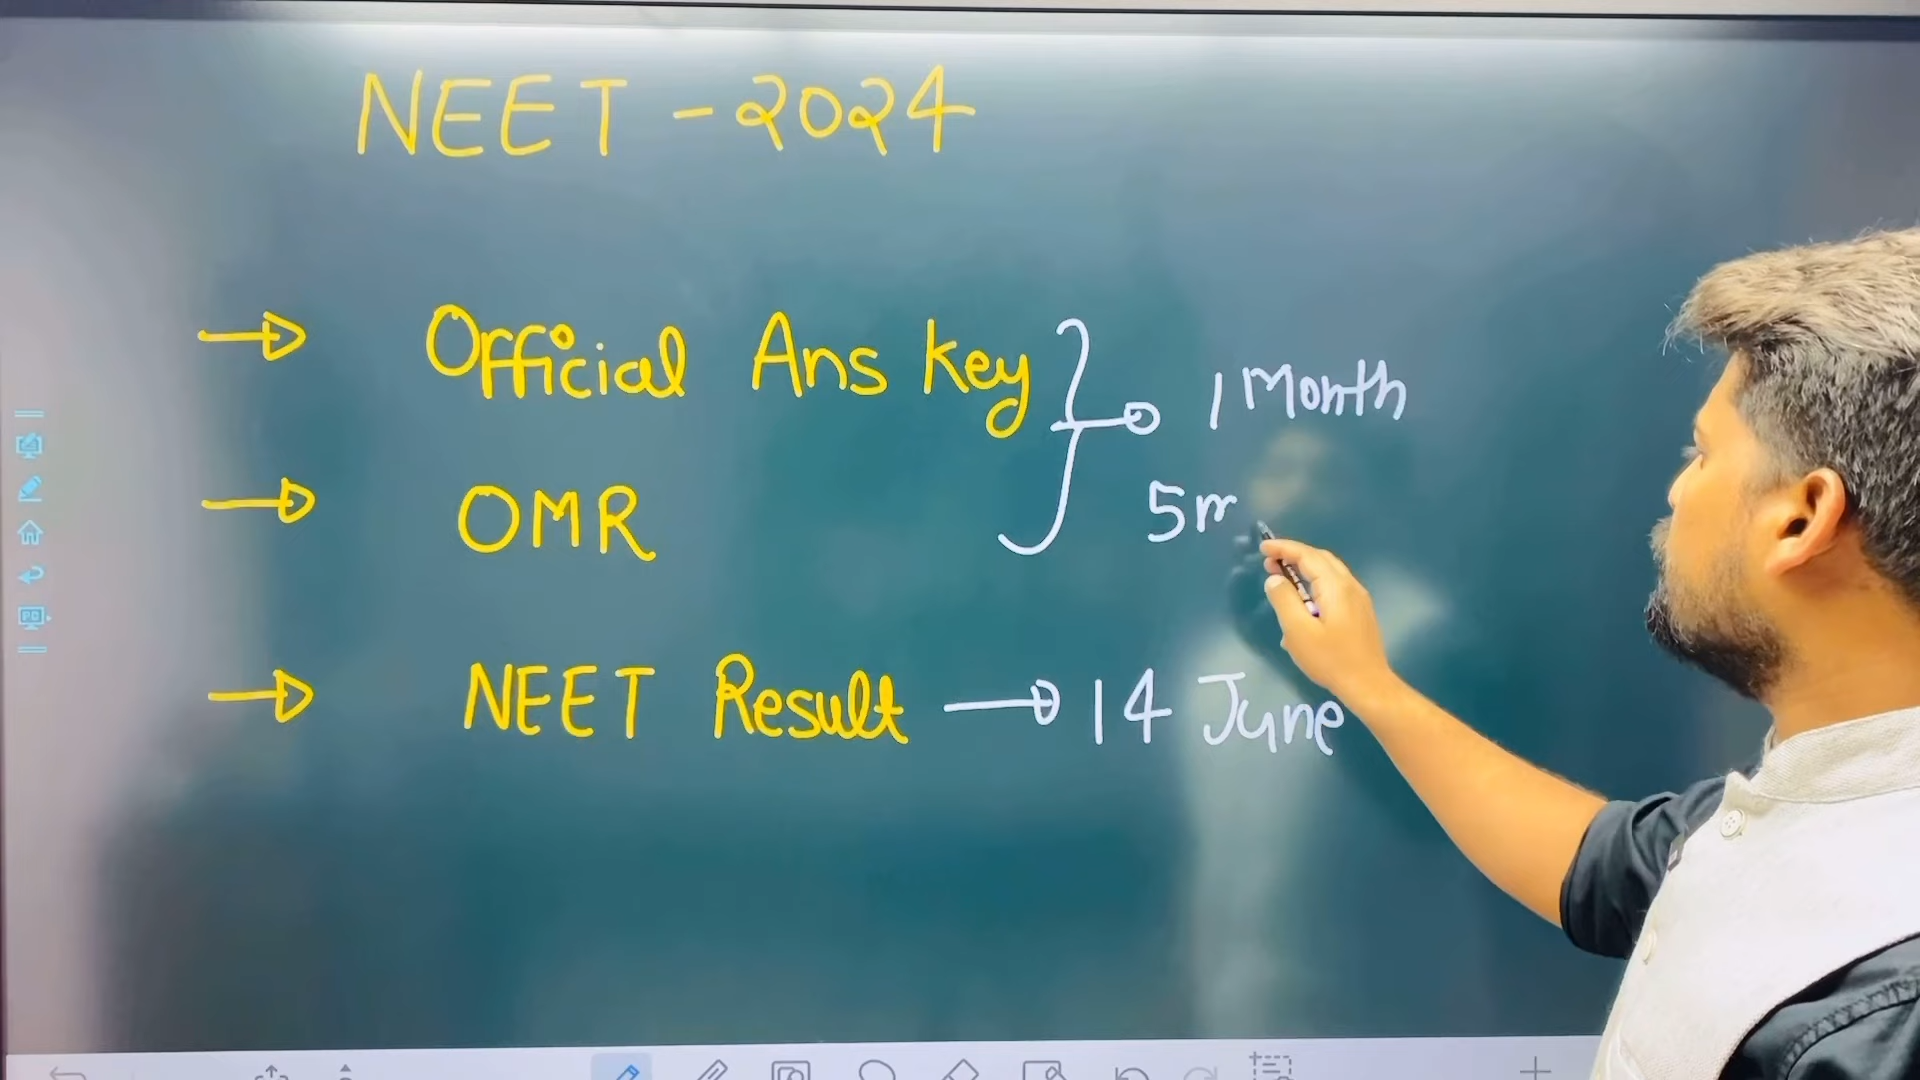 NEET - 2024
Official Ans Key
1 Month
OMR
5m
NEET Result 14 June